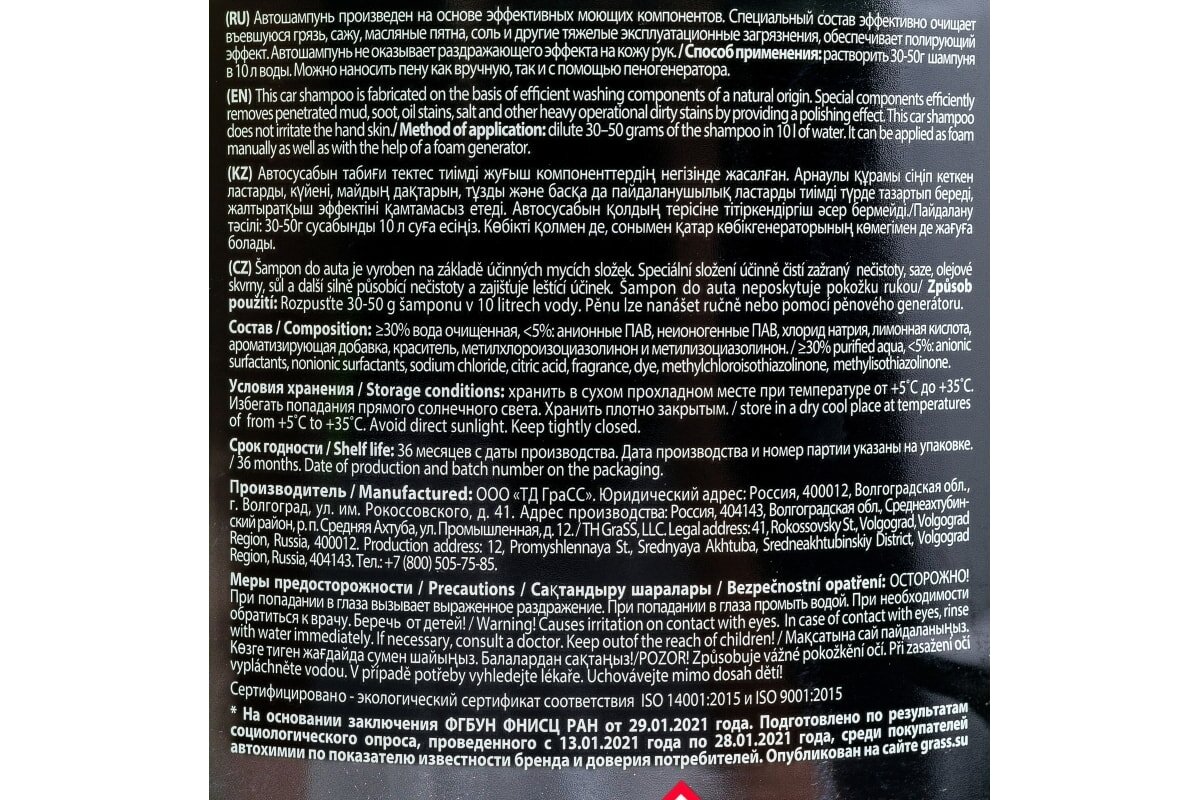 (RU) Автошампунь произведен на основе эффективных моющих компонентов. Специальный состав эффективно очищает
въевшуюся грязь, сажу, масляные пятна, соль и другие тяжелые эксплуатационные загрязнения, обеспечивает полирующий
эффект. Автошампунь не оказывает раздражающего эффекта на кожу рук. / Способ применения: растворить 30-50г шампуня
в 10 л воды. Можно наносить пену как вручную, так и с помощью пеногенератора.
(EN) This car shampoo is fabricated on the basis of efficient washing components of a natural origin. Special components efficiently
removes penetrated mud, soot, oil stains, salt and other heavy operational dirty stains by providing a polishing effect. This car shampoo
does not irritate the hand skin./ Method of application: dilute 30–50 grams of the shampoo in 10 l of water. It can be applied as foam
manually as well as with the help of a foam generator.
(KZ) Автосусабын табиғи тектес тиімді жуғыш компоненттердің негізінде жасалған. Арнаулы құрамы сіңіп кеткен
ластарды, күйені, майдың дақтарын, тұзды және басқа да пайдаланушылық ластарды тиімді түрде тазартып береді,
жалтыратқыш эффектіні қамтамасыз етеді. Автосусабын қолдың терісіне тітіркендіргіш әсер бермейді./Пайдалану
тәсілі: 30-50г сусабынды 10 л суға есіңіз. Көбікті қолмен де, сонымен қатар көбікгенераторының көмегімен де жағуға
болады.
(CZ) Šampon do auta je vyroben na základě účinných mycích složek. Speciální složení účinně čistí zažraný nečistoty, saze, olejové
skvrny, sůl a další silně působící nečistoty a zajišťuje leštící účinek. Šampon do auta neposkytuje pokožku rukou/ Způsob
použití: Rozpusťte 30-50 g šamponu v 10 litrech vody. Pěnu lze nanášet ručně nebo pomocí pěnového generátoru.
Состав / Composition: ≥30% вода очищенная, <5%: анионные ПАВ, неионогенные ПАВ, хлорид натрия, лимонная кислота,
ароматизирующая добавка, краситель, метилхлороизоциазолинон и метилизоциазолинон. / ≥30% purified aqua, <5%: anionic
surfactants, nonionic surfactants, sodium chloride, citric acid, fragrance, dye, methylchloroisothiazolinone, methylisothiazolinone.
Условия хранения / Storage conditions: хранить в сухом прохладном месте при температуре от +5˚С до +35˚С.
Избегать попадания прямого солнечного света. Хранить плотно закрытым. / store in a dry cool place at temperatures
of from +5˚C to +35˚C. Avoid direct sunlight. Keep tightly closed.
Срок годности / Shelf life: 36 месяцев с даты производства. Дата производства и номер партии указаны на упаковке.
/ 36 months. Date of production and batch number on the packaging.
Производитель / Manufactured: ООО «ТД ГраСС». Юридический адрес: Россия, 400012, Волгоградская обл.,
г. Волгоград, ул. им. Рокоссовского, д. 41. Адрес производства: Россия, 404143, Волгоградская обл., Среднеахтубин-
ский район, р. п. Средняя Ахтуба, ул. Промышленная, д. 12. / TH GraSS, LLC. Legal address: 41, Rokossovsky St., Volgograd, Volgograd
Region, Russia, 400012. Production address: 12, Promyshlennaya St., Srednyaya Akhtuba, Sredneakhtubinskiy District, Volgograd
Region, Russia, 404143. Тел.: +7 (800) 505-75-85.
Меры предосторожности / Precautions / Сақтандыру шаралары / Bezpečnostní opatření: ОСТОРОЖНО!
При попадании в глаза вызывает выраженное раздражение. При попадании в глаза промыть водой. При необходимости
обратиться к врачу. Беречь от детей! / Warning! Causes irritation on contact with eyes. In case of contact with eyes, rinse
with water immediately. If necessary, consult a doctor. Keep outof the reach of children! / Мақсатына сай пайдаланыңыз.
Көзге тиген жағдайда сумен шайыңыз. Балалардан сақтаңыз!/POZOR! Způsobuje vážné pokožkění očí. Při zasažení očí
vypláchněte vodou. V případě potřeby vyhledejte lékaře. Uchovávejte mimo dosah dětí!
Сертифицировано - экологический сертификат соответствия ISO 14001:2015 и ISO 9001:2015
* На основании заключения ФГБУН ФНИСЦ РАН от 29.01.2021 года. Подготовлено по результатам
социологического опроса, проведенного с 13.01.2021 года по 28.01.2021 года, среди покупателей
автохимии по показателю известности бренда и доверия потребителей. Опубликован на сайте grass.su